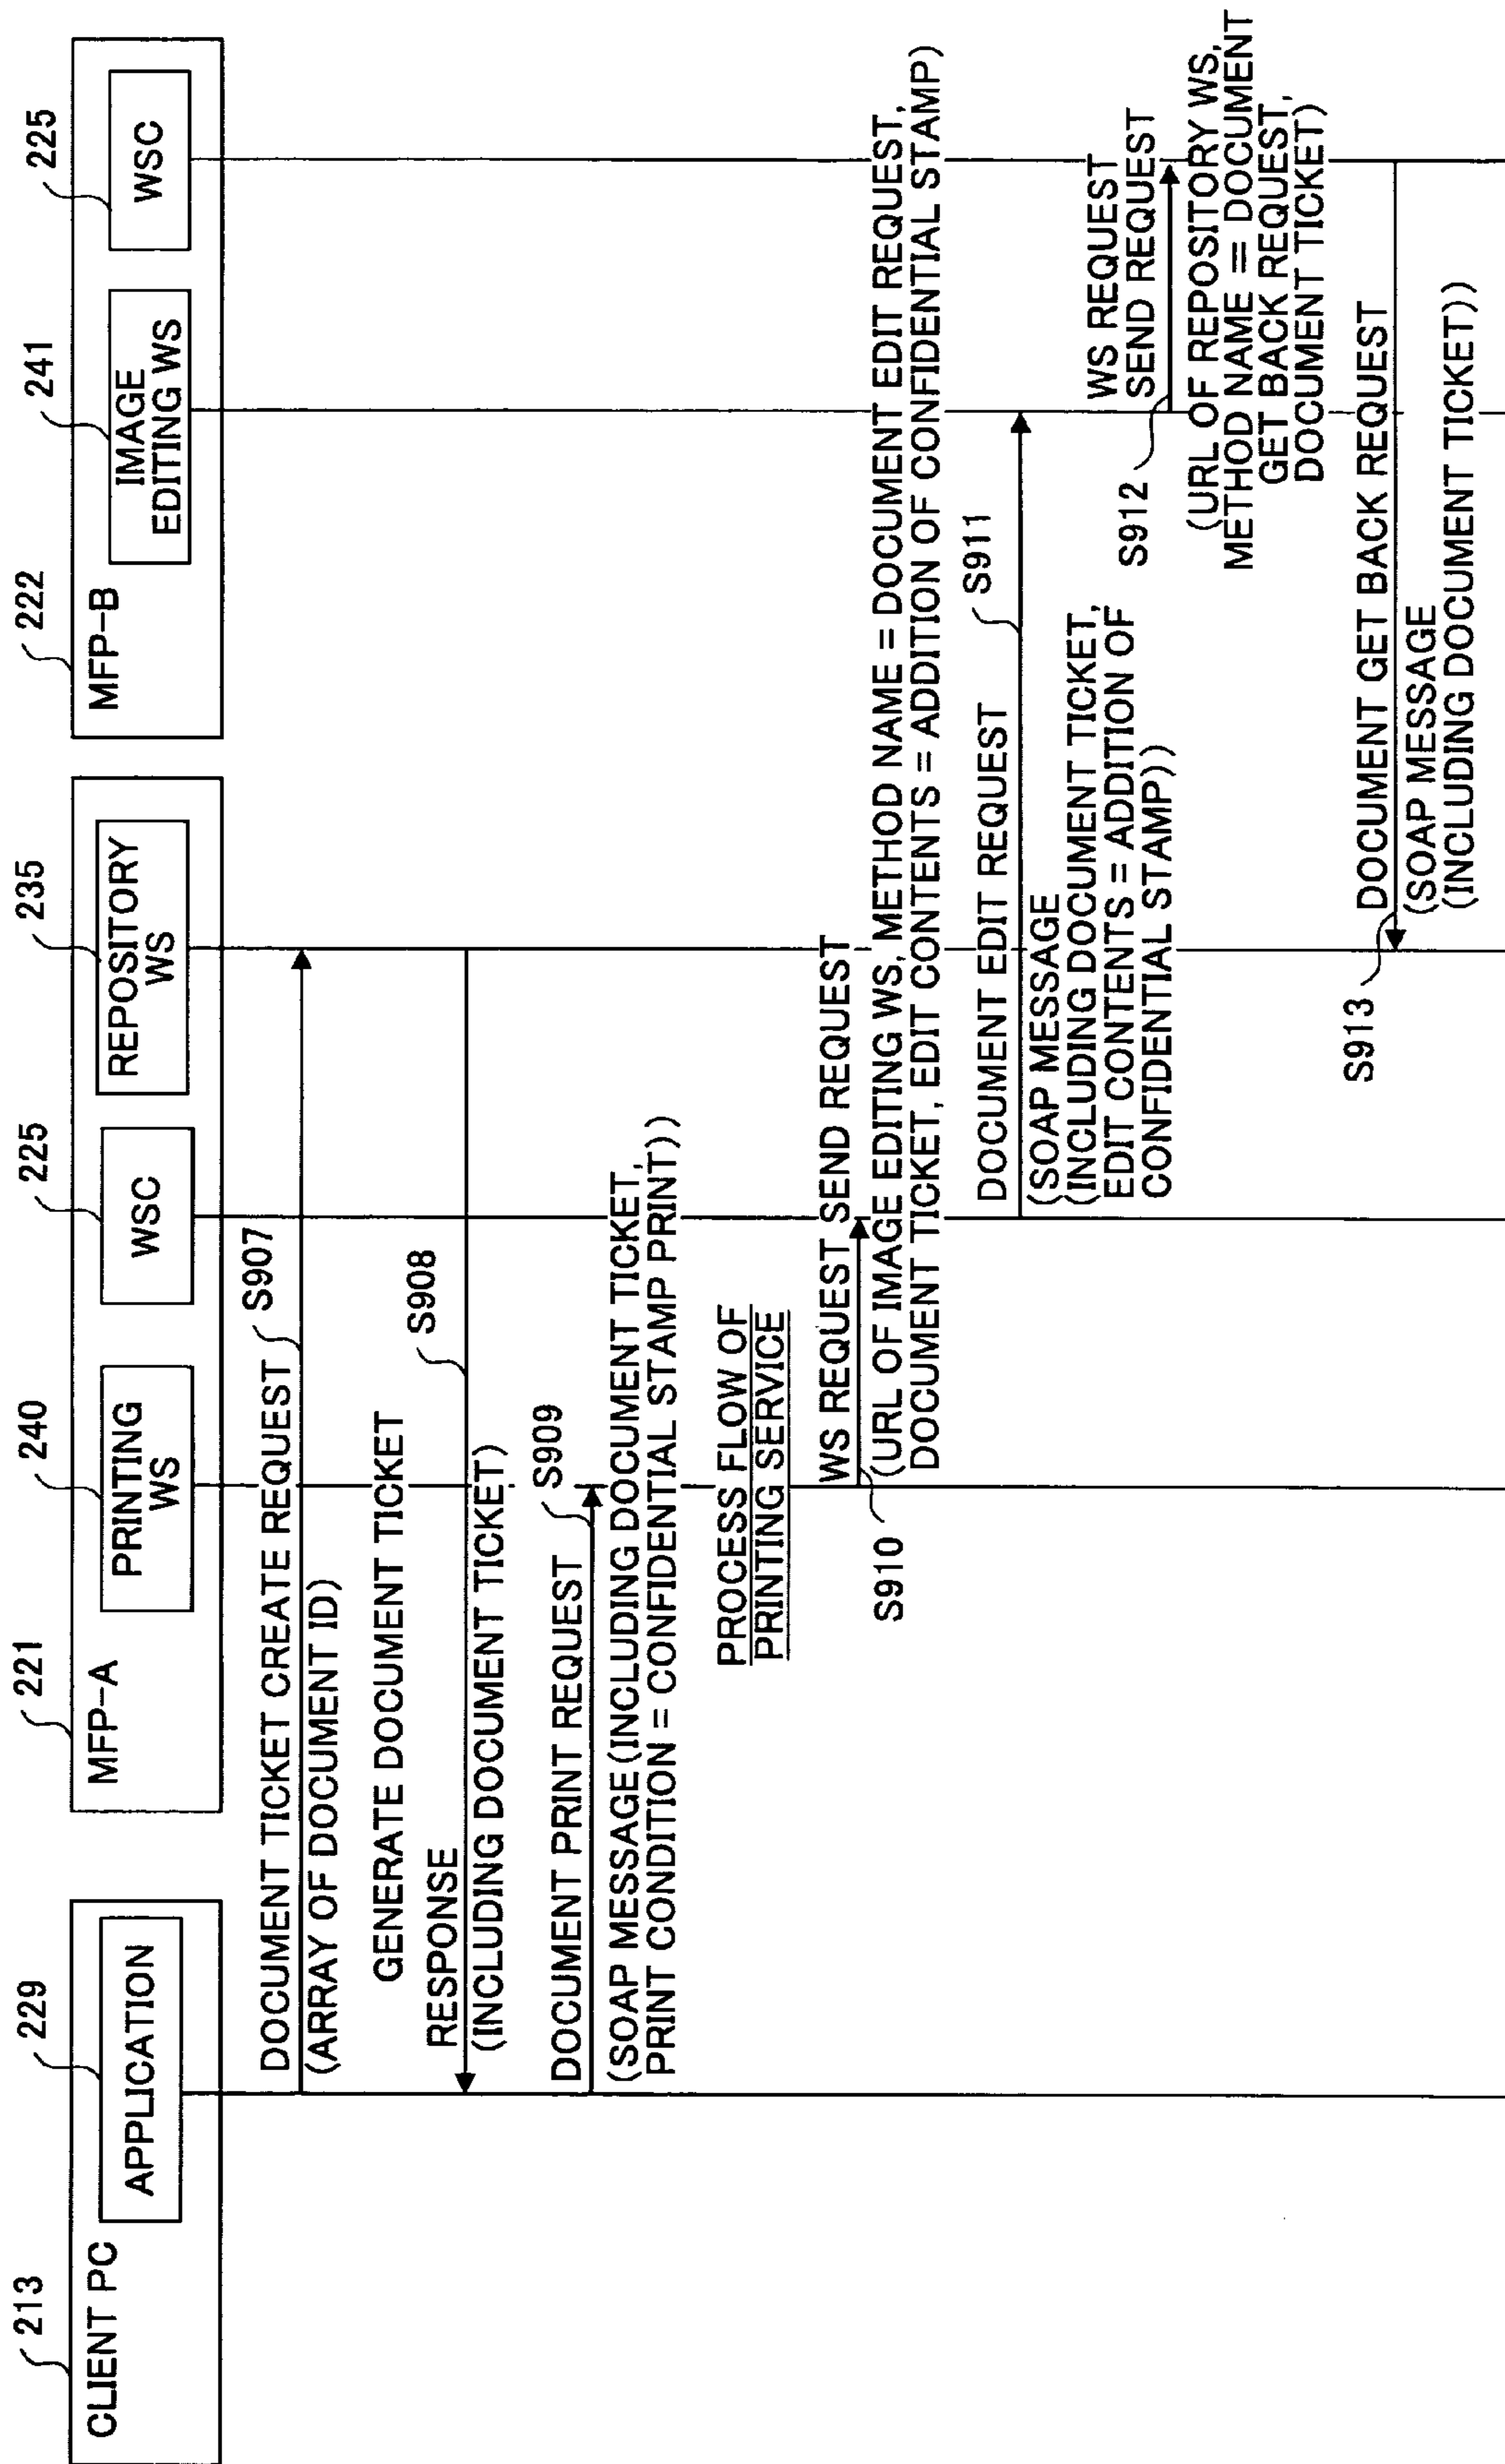 213
CLIENT PC
229
APPLICATION
221
MFP-A
240
PRINTING
WS
225
WSC
235
REPOSITORY
WS
222
MFP-B
241
IMAGE
EDITING WS
225
WSC
DOCUMENT TICKET CREATE REQUEST
S907
(ARRAY OF DOCUMENT ID)
GENERATE DOCUMENT TICKET
RESPONSE
S908
(INCLUDING DOCUMENT TICKET)
DOCUMENT PRINT REQUEST
S909
(SOAP MESSAGE (INCLUDING DOCUMENT TICKET,
PRINT CONDITION = CONFIDENTIAL STAMP PRINT))
PROCESS FLOW OF
PRINTING SERVICE
WS REQUEST SEND REQUEST
S910
(URL OF IMAGE EDITING WS, METHOD NAME = DOCUMENT EDIT REQUEST,
DOCUMENT TICKET, EDIT CONTENTS = ADDITION OF CONFIDENTIAL STAMP)
DOCUMENT EDIT REQUEST
S911
(SOAP MESSAGE
(INCLUDING DOCUMENT TICKET,
EDIT CONTENTS = ADDITION OF
CONFIDENTIAL STAMP))
WS REQUEST
SEND REQUEST
S912
(URL OF REPOSITORY WS,
METHOD NAME = DOCUMENT
GET BACK REQUEST,
DOCUMENT TICKET)
DOCUMENT GET BACK REQUEST
S913
(SOAP MESSAGE
(INCLUDING DOCUMENT TICKET))